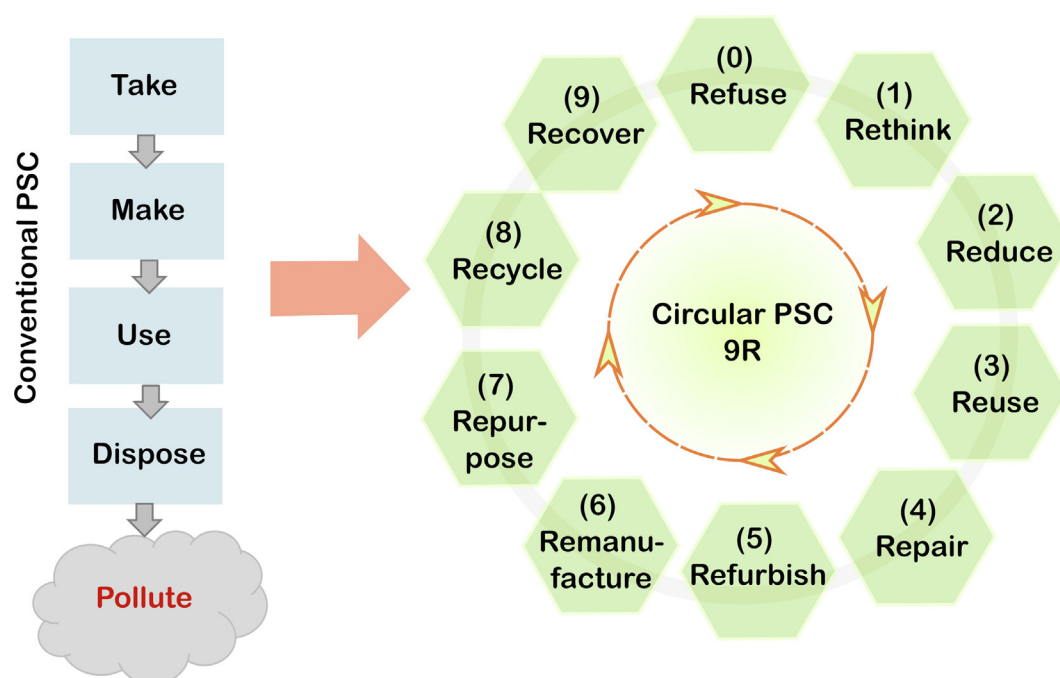 Conventional PSC
Take
Make
Use
Dispose
Pollute
(0)
Refuse
(1)
Rethink
(2)
Reduce
(3)
Reuse
(4)
Repair
(5)
Refurbish
(6)
Remanu-
facture
(7)
Repur-
pose
(8)
Recycle
(9)
Recover
Circular PSC
9R